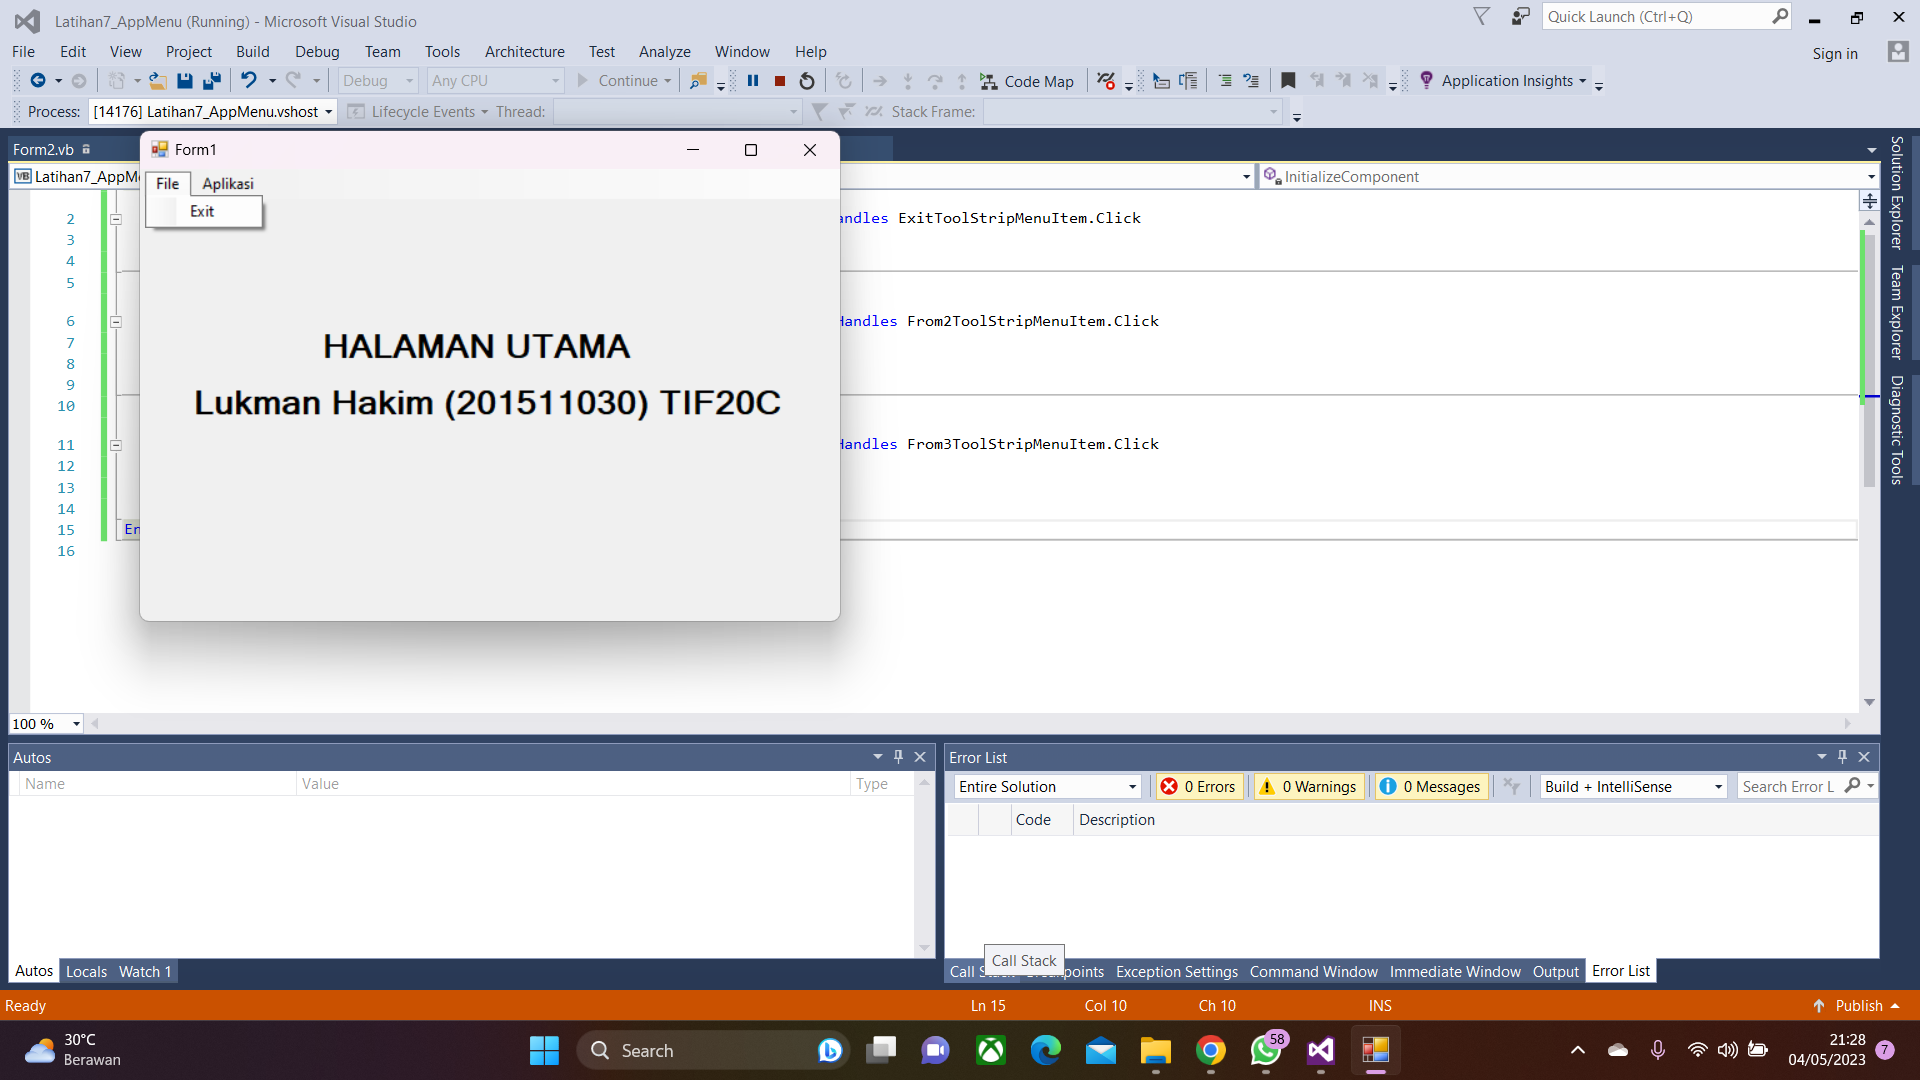 Latihan7_AppMenu (Running) - Microsoft Visual Studio
Quick Launch (Ctrl+Q)
File Edit View Project Build Debug Team Tools Architecture Test Analyze Window Help
Sign in
Debug Any CPU Continue Code Map Application Insights
Process: [14176] Latihan7_AppMenu.vshost Lifecycle Events Thread: Stack Frame:
Form2.vb
Form1
Latihan7_AppM
InitializeComponent
File Aplikasi
Exit
2 andles ExitToolStripMenuItem.Click
3
4
5
6 Handles From2ToolStripMenuItem.Click
7
8
9
10
11 Handles From3ToolStripMenuItem.Click
12
13
14
15 En
16
HALAMAN UTAMA
Lukman Hakim (201511030) TIF20C
Solution Explorer
Team Explorer
Diagnostic Tools
100 %
Autos
Name Value Type
Autos Locals Watch 1
Error List
Entire Solution 0 Errors 0 Warnings 0 Messages Build + IntelliSense Search Error L
Code Description
Call Stack
Call Stack Breakpoints Exception Settings Command Window Immediate Window Output Error List
Ready Ln 15 Col 10 Ch 10 INS Publish
30°C
Berawan
Search
58
21:28
04/05/2023
7